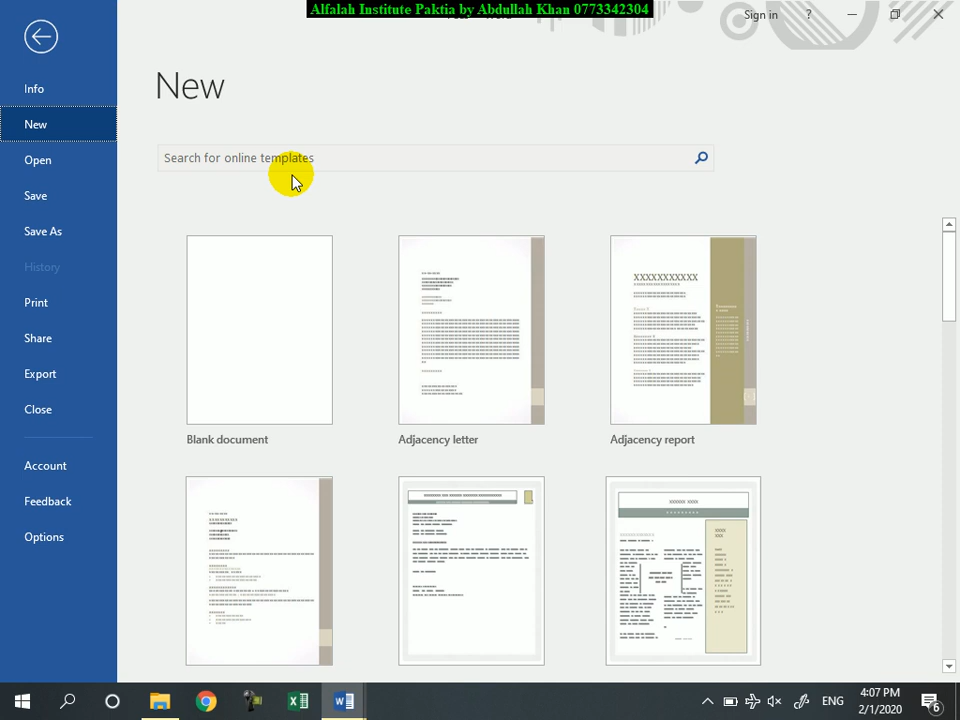 Alfalah Institute Paktia by Abdullah Khan 0773342304
Sign in
?
Info
New
Open
Save
Save As
History
Print
Share
Export
Close
Account
Feedback
Options
New
Search for online templates
Blank document
Adjacency letter
Adjacency report
XXXXXXXXXXX
ENG
4:07 PM
2/1/2020
6